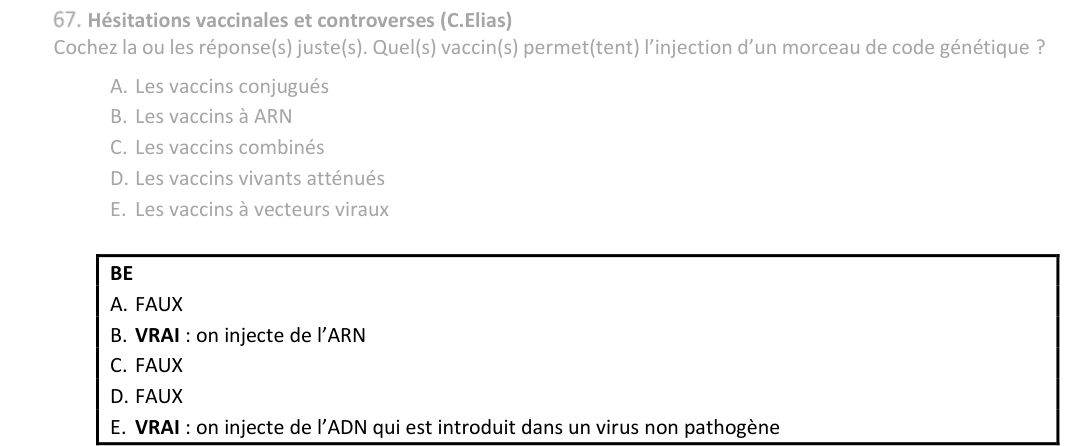 67. Hésitations vaccinales et controverses (C.Elias)
Cochez la ou les réponse(s) juste(s). Quel(s) vaccin(s) permet(tent) l’injection d’un morceau de code génétique ?
A. Les vaccins conjugués
B. Les vaccins à ARN
C. Les vaccins combinés
D. Les vaccins vivants atténués
E. Les vaccins à vecteurs viraux
BE
A. FAUX
B. VRAI : on injecte de l’ARN
C. FAUX
D. FAUX
E. VRAI : on injecte de l’ADN qui est introduit dans un virus non pathogène